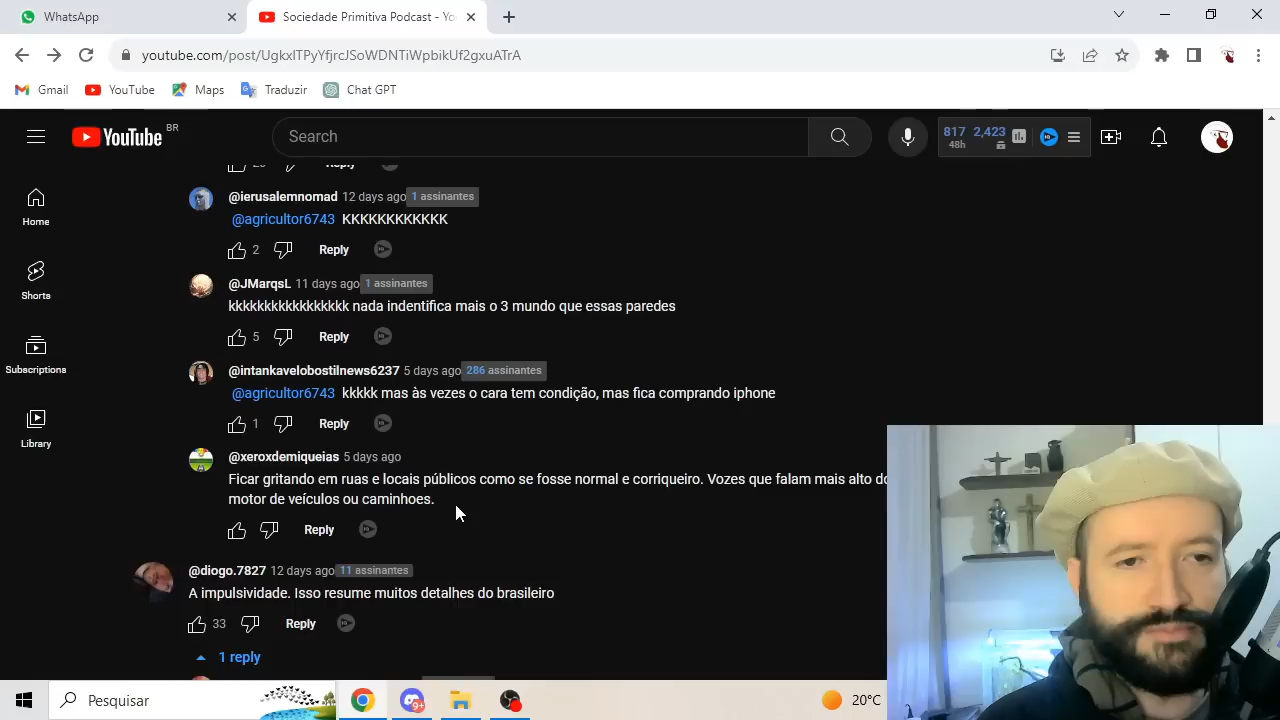 WhatsApp
Sociedade Primitiva Podcast - Yo
youtube.com/post/UgkxlTPyYfjrcJSoWDNTiWpbikUf2gxuATrA
Gmail
YouTube
Maps
Traduzir
Chat GPT
YouTube BR
Search
817 2,423
48h
Home
Shorts
Subscriptions
Library
Reply
@ierusalemnomad 12 days ago 1 assinantes
@agricultor6743 KKKKKKKKKKKK
2 Reply
@JMarqsL 11 days ago 1 assinantes
kkkkkkkkkkkkkkkkk nada indentifica mais o 3 mundo que essas paredes
5 Reply
@intankavelobostilnews6237 5 days ago 286 assinantes
@agricultor6743 kkkkk mas às vezes o cara tem condição, mas fica comprando iphone
1 Reply
@xeroxdemiqueias 5 days ago
Ficar gritando em ruas e locais públicos como se fosse normal e corriqueiro. Vozes que falam mais alto do
motor de veículos ou caminhoes.
Reply
@diogo.7827 12 days ago 11 assinantes
A impulsividade. Isso resume muitos detalhes do brasileiro
33 Reply
1 reply
Pesquisar
9+
20°C